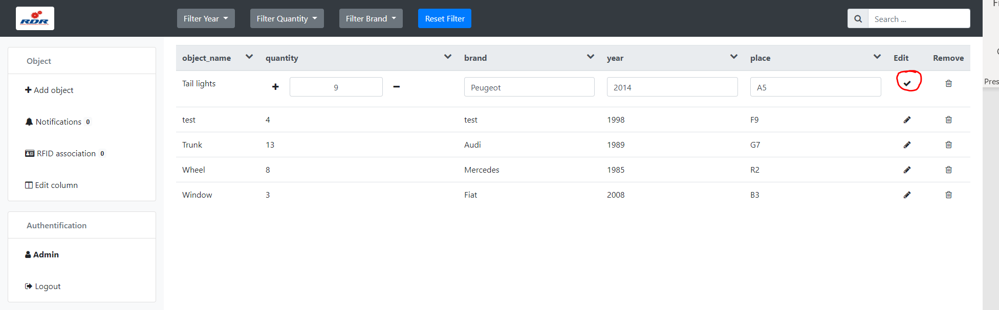 RDR
Filter Year
Filter Quantity
Filter Brand
Reset Filter
Search ...
Object
Add object
Notifications 0
RFID association 0
Edit column
Authentification
Admin
Logout
object_name quantity brand year place Edit Remove
Tail lights 9 Peugeot 2014 A5
test 4 test 1998 F9
Trunk 13 Audi 1989 G7
Wheel 8 Mercedes 1985 R2
Window 3 Fiat 2008 B3
Pres